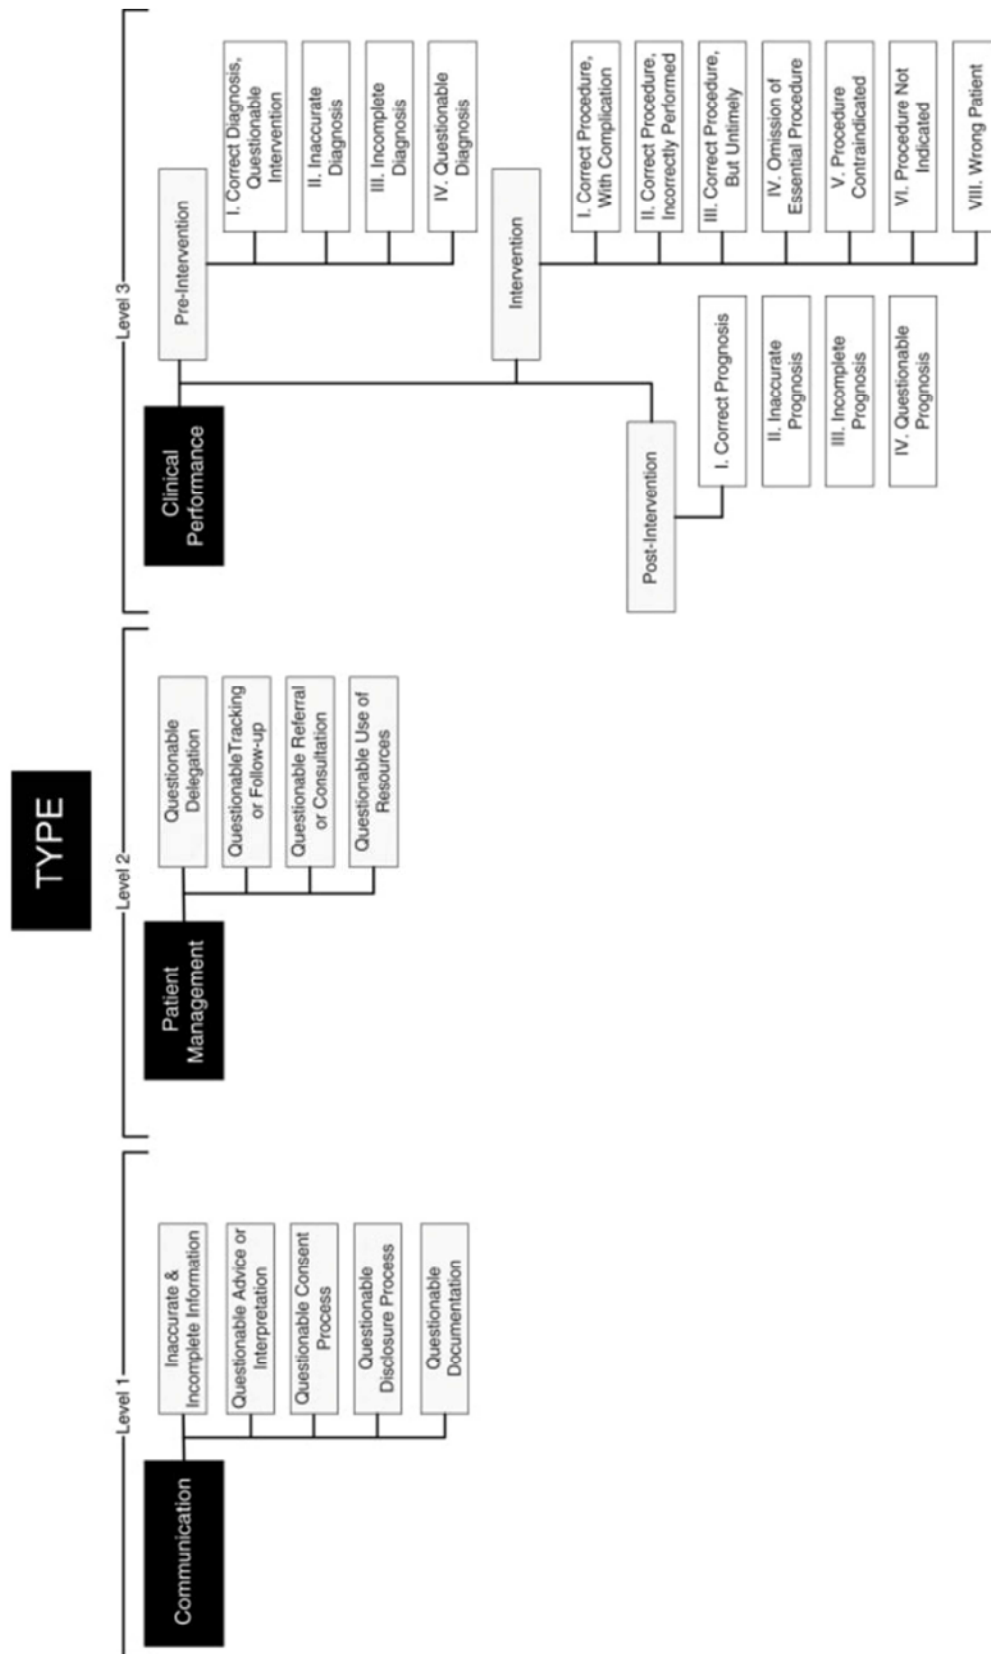 TYPE
Level 1
Communication
Inaccurate &
Incomplete Information
Questionable Advice or
Interpretation
Questionable Consent
Process
Questionable
Disclosure Process
Questionable
Documentation
Level 2
Patient
Management
Questionable
Delegation
QuestionableTracking
or Follow-up
Questionable Referral
or Consultation
Questionable Use of
Resources
Level 3
Clinical
Performance
Pre-Intervention
I. Correct Diagnosis,
Questionable
Intervention
II. Inaccurate
Diagnosis
III. Incomplete
Diagnosis
IV. Questionable
Diagnosis
Intervention
I. Correct Procedure,
With Complication
II. Correct Procedure,
Incorrectly Performed
III. Correct Procedure,
But Untimely
IV. Omission of
Essential Procedure
V. Procedure
Contraindicated
VI. Procedure Not
Indicated
VIII. Wrong Patient
Post-Intervention
I. Correct Prognosis
II. Inaccurate
Prognosis
III. Incomplete
Prognosis
IV. Questionable
Prognosis